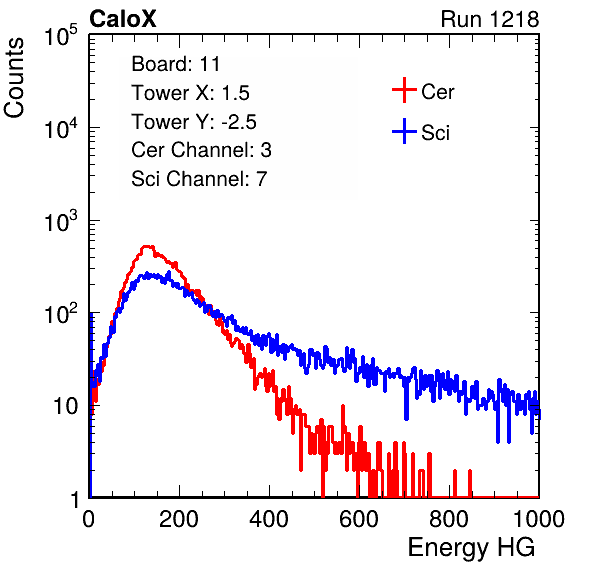 CaloX Run 1218
Counts
Board: 11
Tower X: 1.5
Tower Y: -2.5
Cer Channel: 3
Sci Channel: 7
Cer
Sci
10^5
10^4
10^3
10^2
10
1
0 200 400 600 800 1000
Energy HG